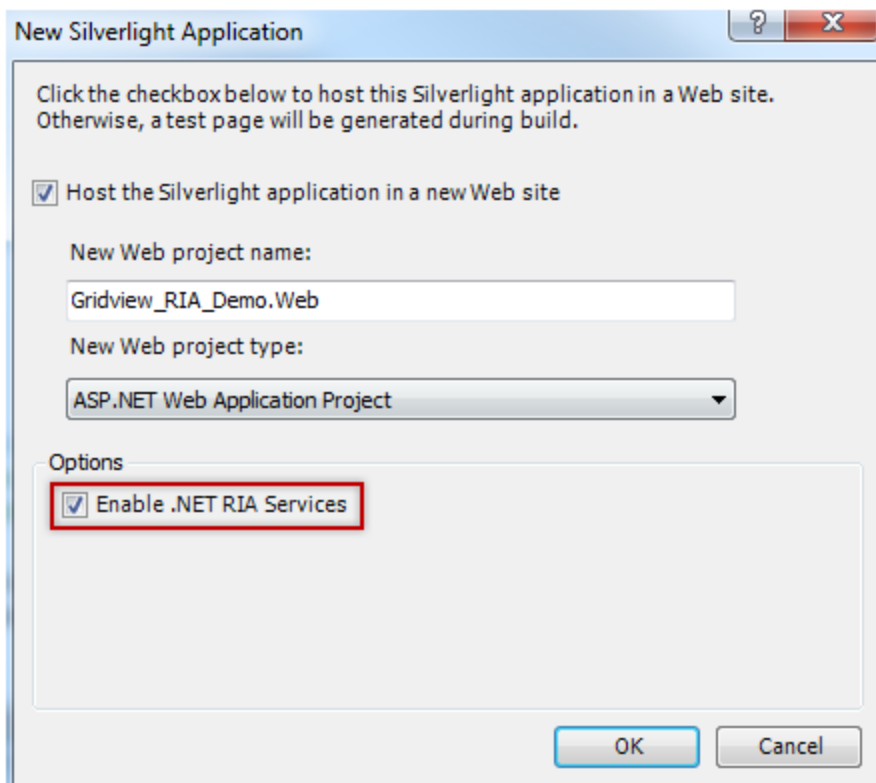 New Silverlight Application
?
Click the checkbox below to host this Silverlight application in a Web site.
Otherwise, a test page will be generated during build.
Host the Silverlight application in a new Web site
New Web project name:
Gridview_RIA_Demo.Web
New Web project type:
ASP.NET Web Application Project
Options
Enable .NET RIA Services
OK Cancel